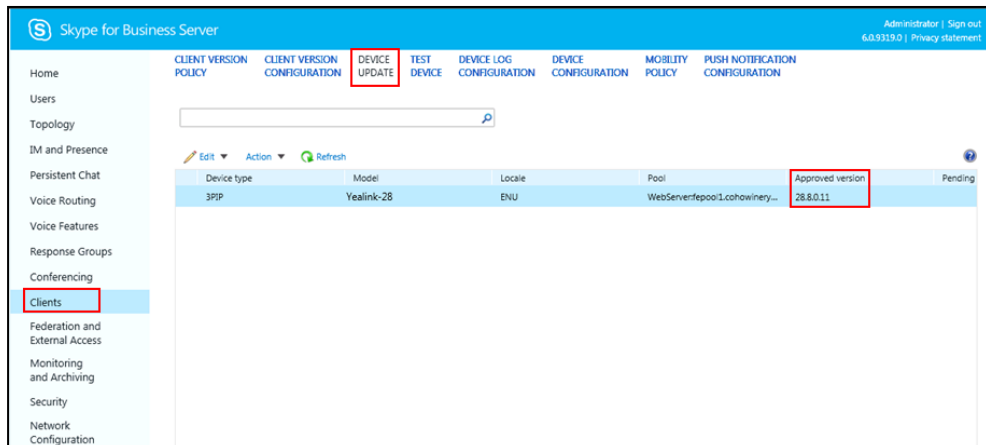 S Skype for Business Server
Administrator | Sign out
6.0.9319.0 | Privacy statement
CLIENT VERSION POLICY
CLIENT VERSION CONFIGURATION
DEVICE UPDATE
TEST DEVICE
DEVICE LOG CONFIGURATION
DEVICE CONFIGURATION
MOBILITY POLICY
PUSH NOTIFICATION CONFIGURATION
Home
Users
Topology
IM and Presence
Persistent Chat
Voice Routing
Voice Features
Response Groups
Conferencing
Clients
Federation and
External Access
Monitoring
and Archiving
Security
Network
Configuration
Edit ▼ Action ▼ Refresh
Device type Model Locale Pool Approved version Pending
3PIP Yealink-28 ENU WebServer:fepool1.cohowinery... 28.8.0.11